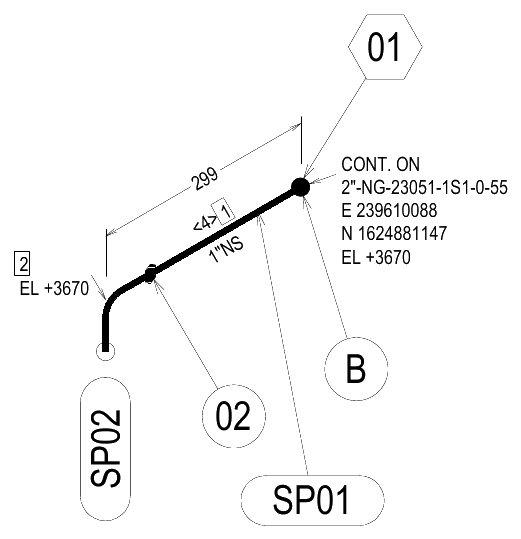 01
299
CONT. ON
2"-NG-23051-1S1-0-55
E 239610088
N 1624881147
EL +3670
<4> 1
1"NS
2
EL +3670
B
02
SP02
SP01